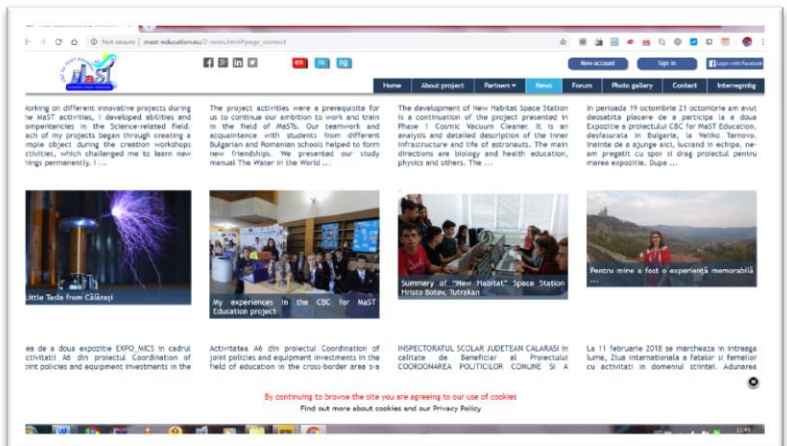 Not secure | mast-education.eu/2-news.html#page_content
MaST
en ro bg
New account Sign in Login with Facebook
Home About project Partners News Forum Photo gallery Contact Interregrobg
orking on different innovative projects during
he MaST activities, I developed abilities and
ompentencies in the Science-related field.
ach of my projects began through creating a
imple object during the creation workshops
ctivities, which challenged me to learn new
hings permanently. I ...
The project activities were a prerequisite for
us to continue our ambition to work and train
in the field of MaSTs. Our teamwork and
acquaintance with students from different
Bulgarian and Romanian schools helped to form
new friendships. We presented our study
manual The Water in the World ...
The development of New Habitat Space Station
is a continuation of the project presented in
Phase I Cosmic Vacuum Cleaner. It is an
analysis and detailed description of the inner
infrastructure and life of astronauts. The main
directions are biology and health education,
physics and others. The ...
In perioada 19 octombrie 21 octombrie am avut
deosebita placere de a participa la a doua
Expozitie a proiectului CBC for MaST Education,
desfasurata in Bulgaria, la Veliko Ternovo.
Inainte de a ajunge aici, lucrand in echipa, ne-
am pregatit cu spor si drag proiectul pentru
marea expozitie. Dupa ...
Little Tesla from Călărași
My experiences in the CBC for MaST
Education project
Summary of "New Habitat" Space Station
Hristo Botev, Tutrakan
Pentru mine a fost o experiență memorabilă
...
ea de a doua expozitie EXPO_MICS in cadrul
ctivitatii A6 din proiectul Coordination of
oint policies and equipment investments in the
Activitatea A6 din proiectul Coordination of
joint policies and equipment investments in the
field of education in the cross-border area s-a
INSPECTORATUL SCOLAR JUDETEAN CALARASI in
calitate de Beneficiar al Proiectului
COORDONAREA POLITICILOR COMUNE SI A
La 11 februarie 2018 se marcheaza in intreaga
lume, Ziua Internationala a fetelor si femeilor
cu activitati in domeniul stiintei. Adunarea
By continuing to browse the site you are agreeing to our use of cookies
Find out more about cookies and our Privacy Policy